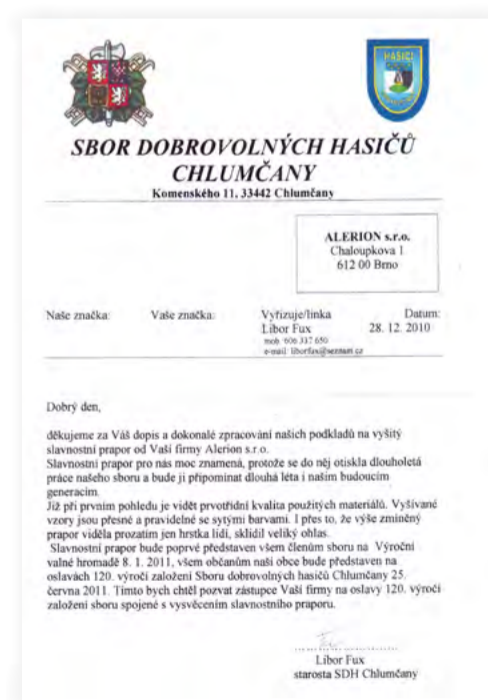 HASIČI
SBOR DOBROVOLNÝCH HASIČŮ
CHLUMČANY
Komenského 11, 33442 Chlumčany
ALERION s.r.o.
Chaloupkova 1
612 00 Brno
Naše značka: Vaše značka: Vyřizuje/linka Datum:
Libor Fux 28. 12. 2010
mob. 606 337 650
e-mail: liborfux@seznam.cz
Dobrý den,
děkujeme za Váš dopis a dokonalé zpracování našich podkladů na vyšitý
slavnostní prapor od Vaší firmy Alerion s.r.o.
Slavnostní prapor pro nás moc znamená, protože se do něj otiskla dlouholetá
práce našeho sboru a bude ji připomínat dlouhá léta i našim budoucím
generacím.
Již při prvním pohledu je vidět prvotřídní kvalita použitých materiálů. Vyšívané
vzory jsou přesné a pravidelné se sytými barvami. I přes to, že výše zmíněný
prapor viděla prozatím jen hrstka lidí, sklidil veliký ohlas.
Slavnostní prapor bude poprvé představen všem členům sboru na Výroční
valné hromadě 8. 1. 2011, všem občanům naší obce bude představen na
oslavách 120. výročí založení Sboru dobrovolných hasičů Chlumčany 25.
června 2011. Tímto bych chtěl pozvat zástupce Vaší firmy na oslavy 120. výročí
založení sboru spojené s vysvěcením slavnostního praporu.
Libor Fux
starosta SDH Chlumčany